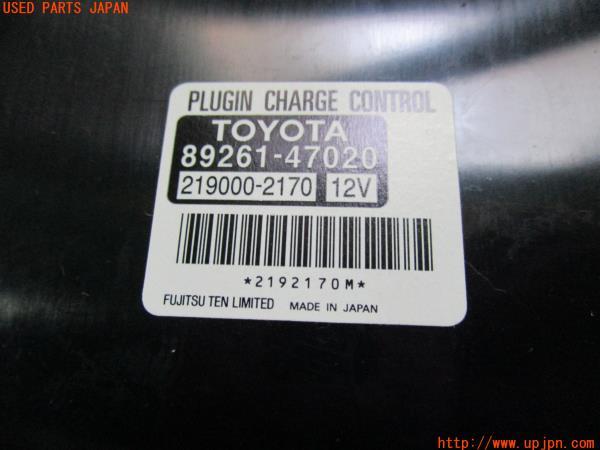 USED PARTS JAPAN
PLUGIN CHARGE CONTROL
TOYOTA
89261-47020
219000-2170 12V
*2192170M*
FUJITSU TEN LIMITED MADE IN JAPAN
http://www.upjpn.com